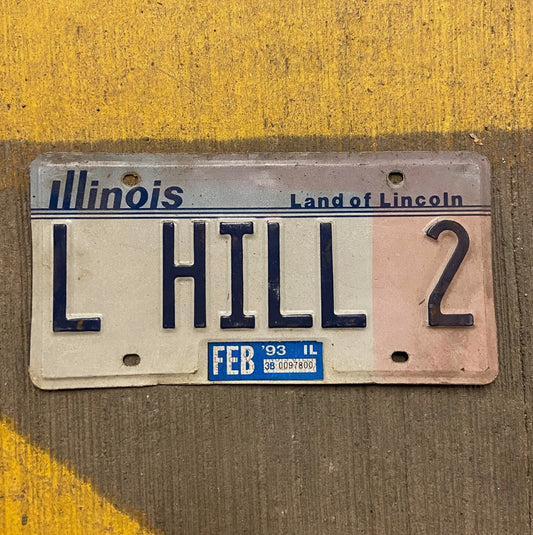 Illinois Land of Lincoln
L HILL 2
FEB '93 IL
3B 0097800